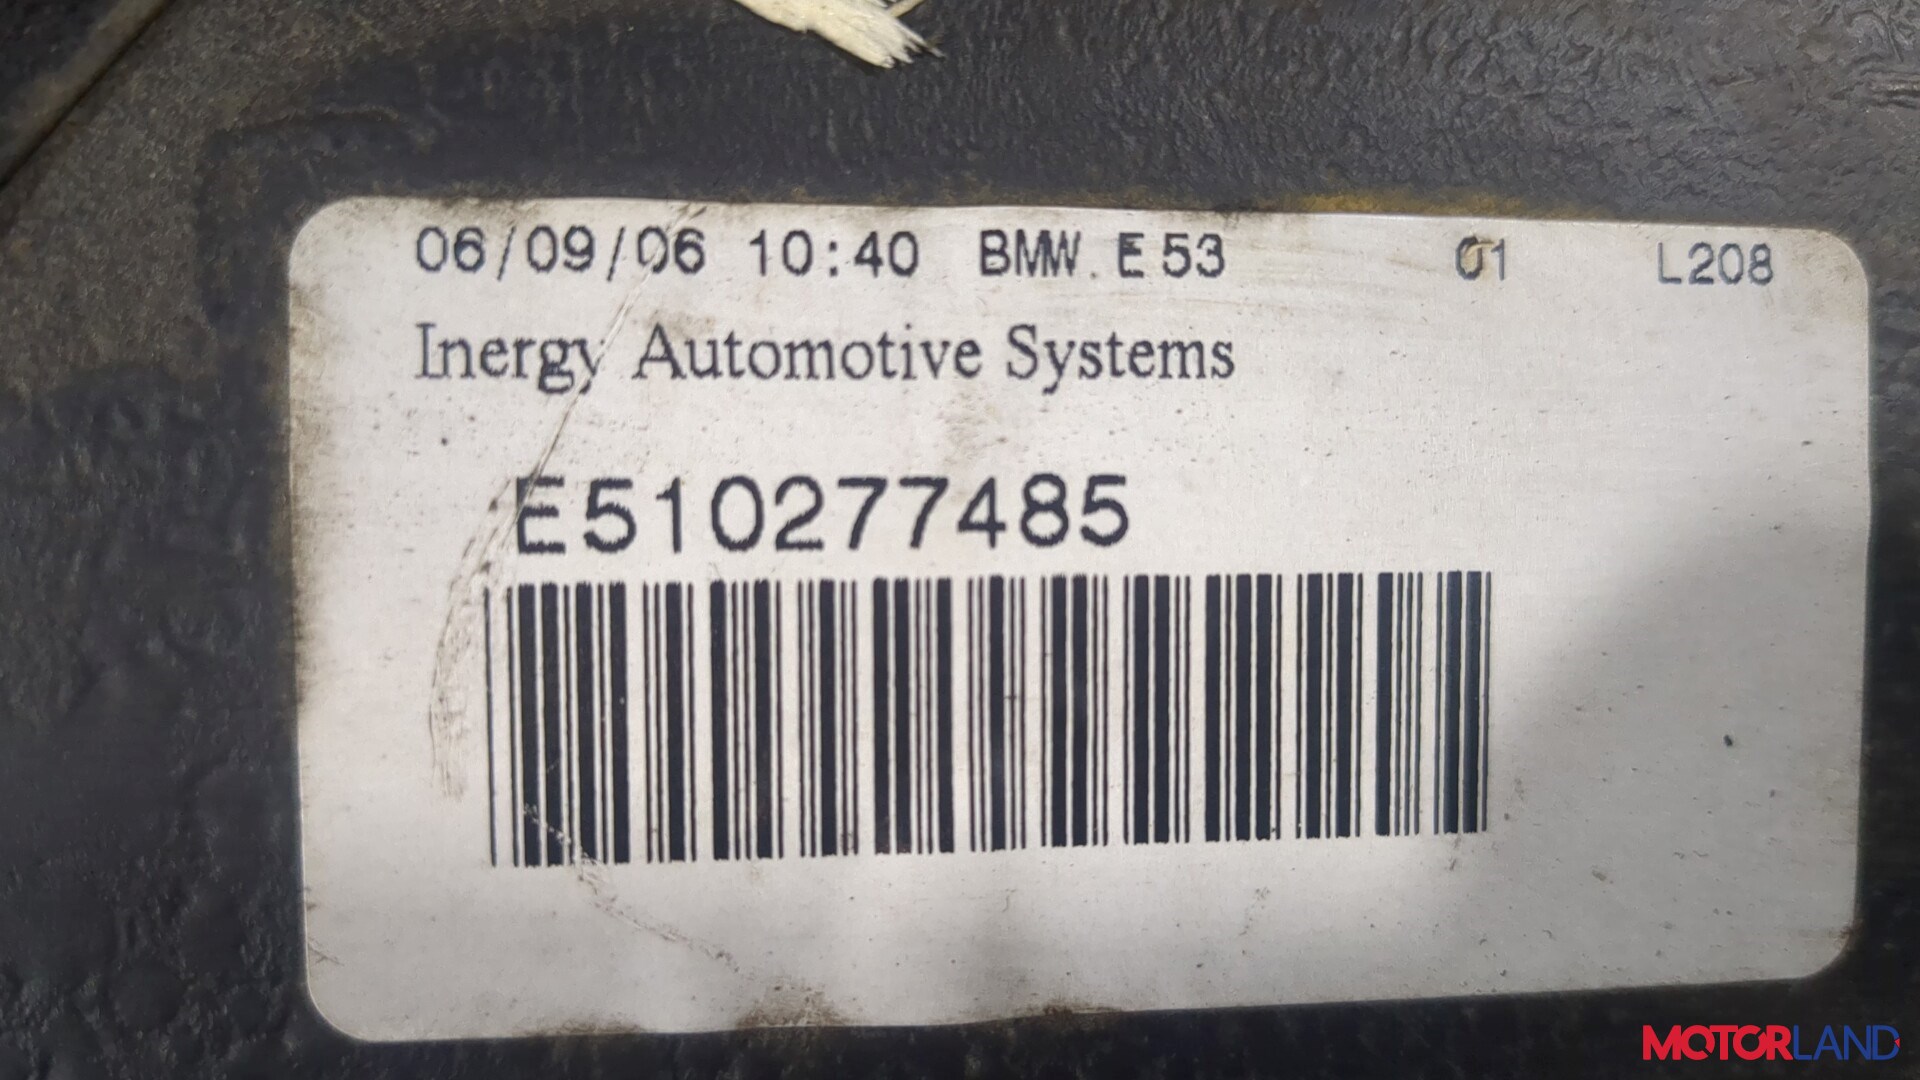 06/09/06 10:40 BMW. E53 01 L208
Inergy Automotive Systems
E510277485
MOTORLAND